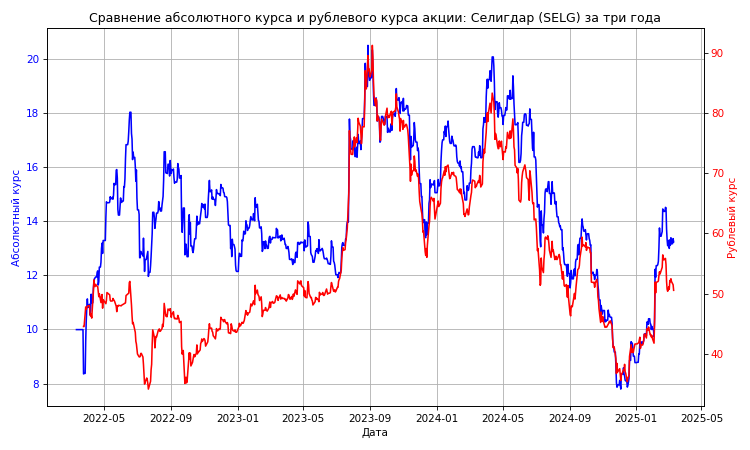 Сравнение абсолютного курса и рублевого курса акции: Селигдар (SELG) за три года
20
18
16
14
12
10
8
Абсолютный курс
90
80
70
60
50
40
Рублевый курс
2022-05 2022-09 2023-01 2023-05 2023-09 2024-01 2024-05 2024-09 2025-01 2025-05
Дата